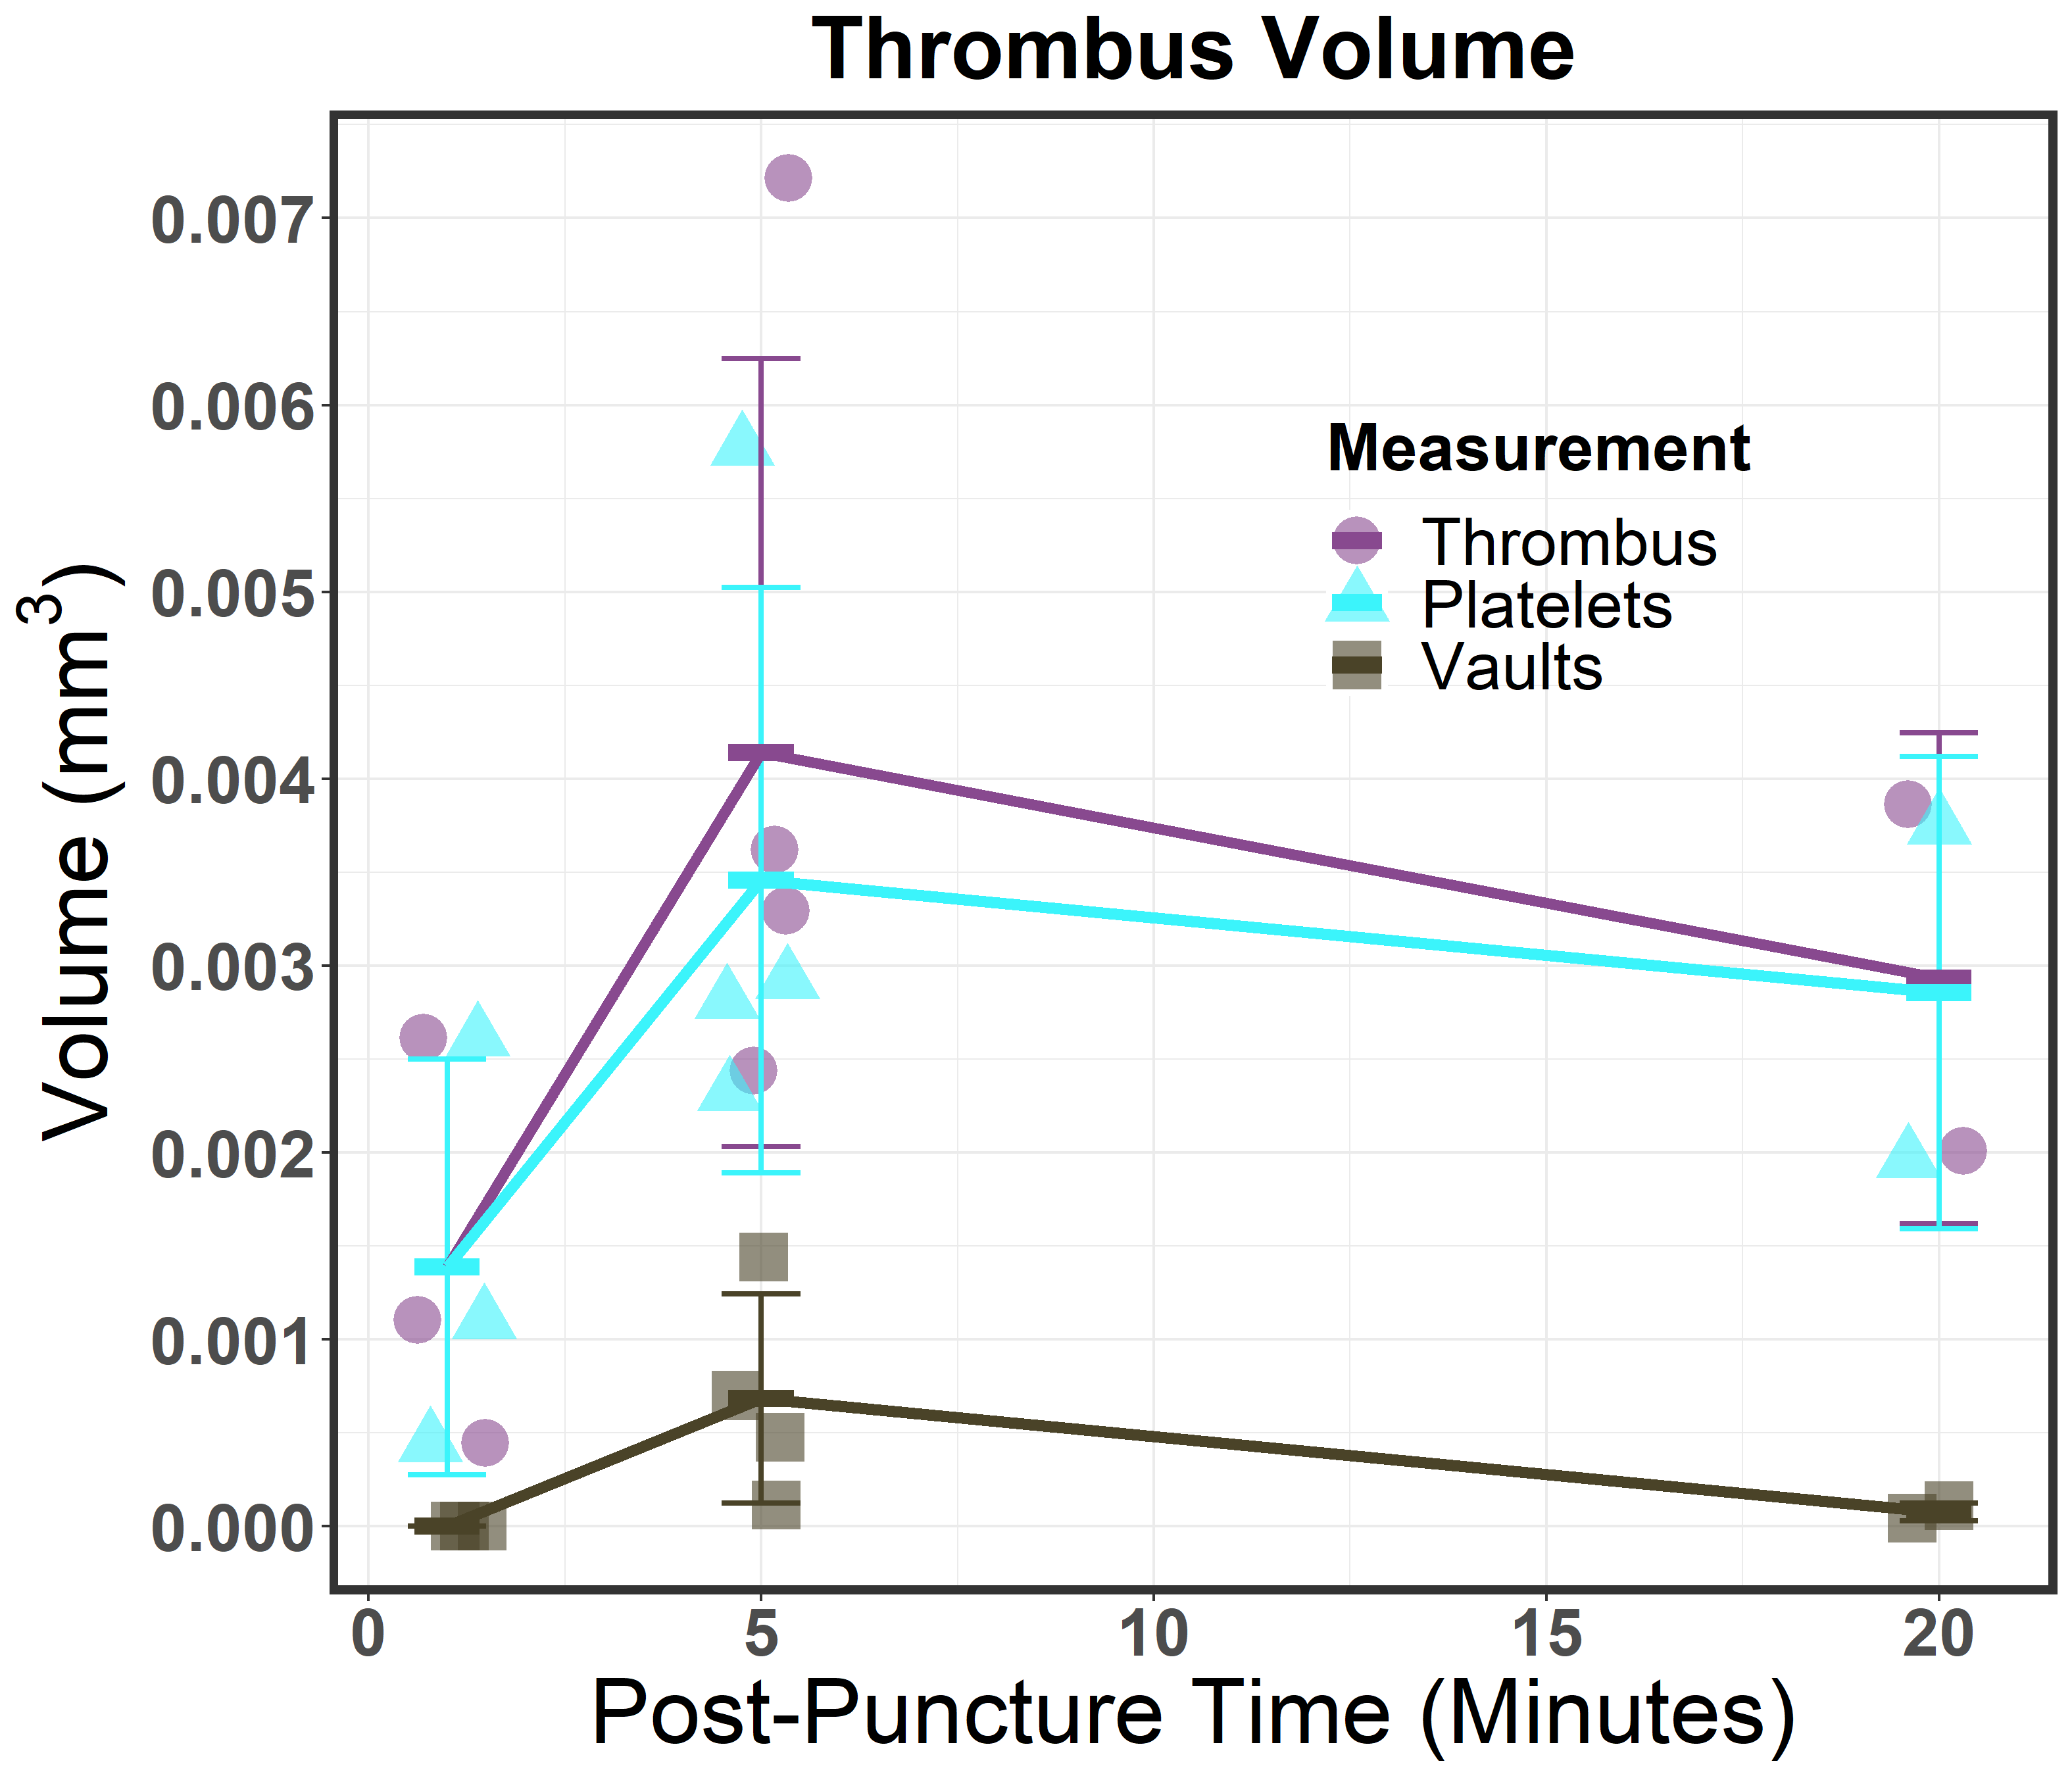 Thrombus Volume
Volume (mm³)
0.007
0.006
0.005
0.004
0.003
0.002
0.001
0.000
Measurement
Thrombus
Platelets
Vaults
0 5 10 15 20
Post-Puncture Time (Minutes)